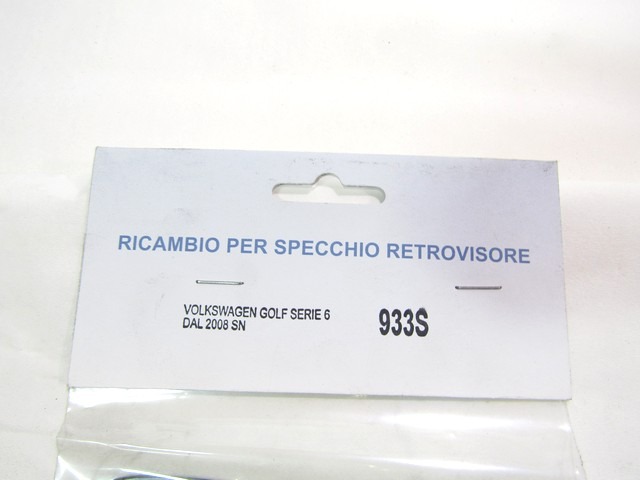 RICAMBIO PER SPECCHIO RETROVISORE
VOLKSWAGEN GOLF SERIE 6
DAL 2008 SN
933S